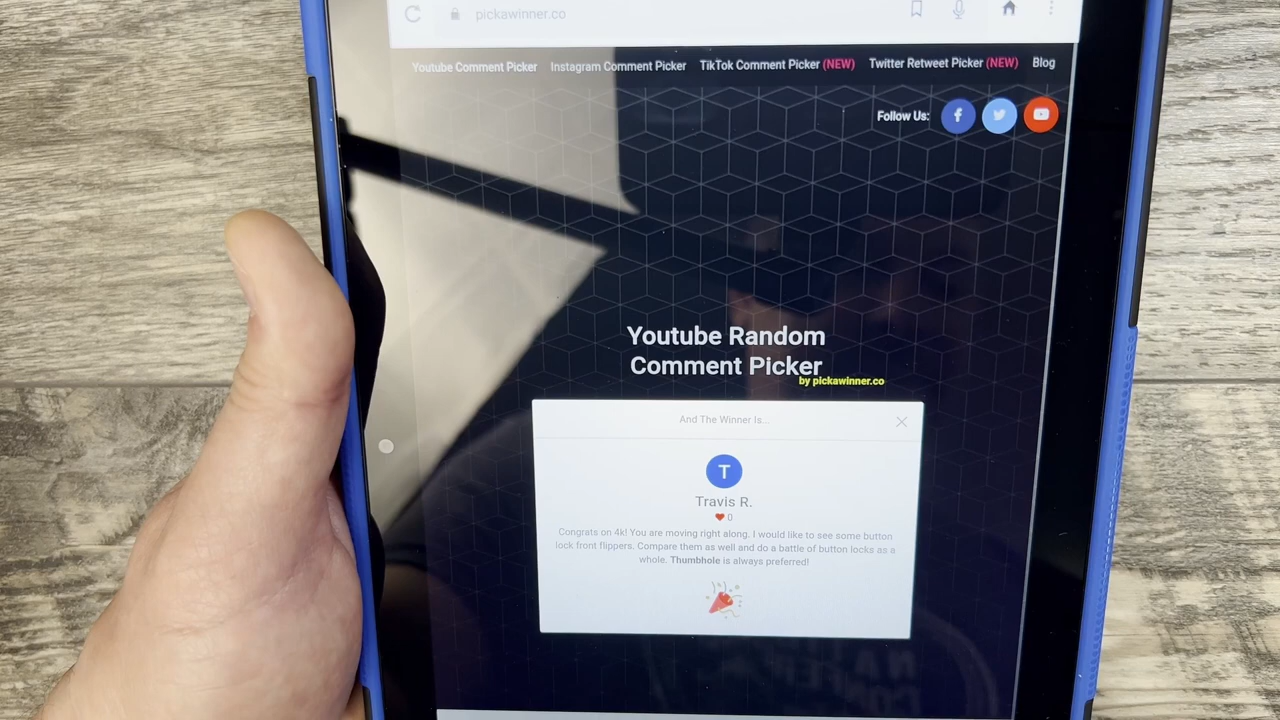 pickawinner.co
Youtube Comment Picker Instagram Comment Picker TikTok Comment Picker (NEW) Twitter Retweet Picker (NEW) Blog
Follow Us:
Youtube Random
Comment Picker
by pickawinner.co
And The Winner Is...
T
Travis R.
0
Congrats on 4k! You are moving right along. I would like to see some button
lock front flippers. Compare them as well and do a battle of button locks as a
whole. Thumbhole is always preferred!